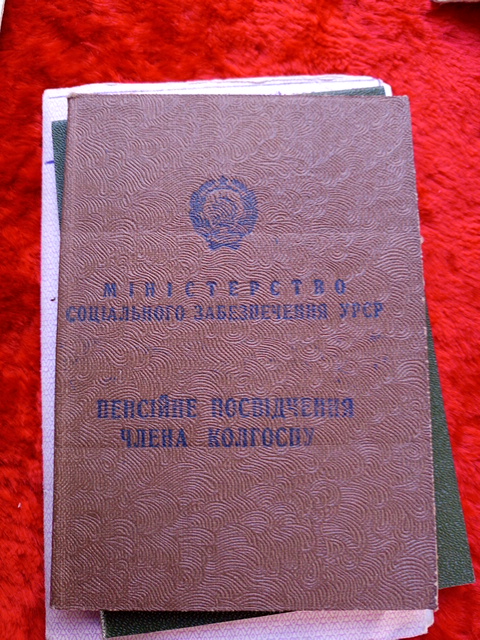 МІНІСТЕРСТВО
СОЦІАЛЬНОГО ЗАБЕЗПЕЧЕННЯ УРСР
ПЕНСІЙНЕ ПОСВІДЧЕННЯ
ЧЛЕНА КОЛГОСПУ